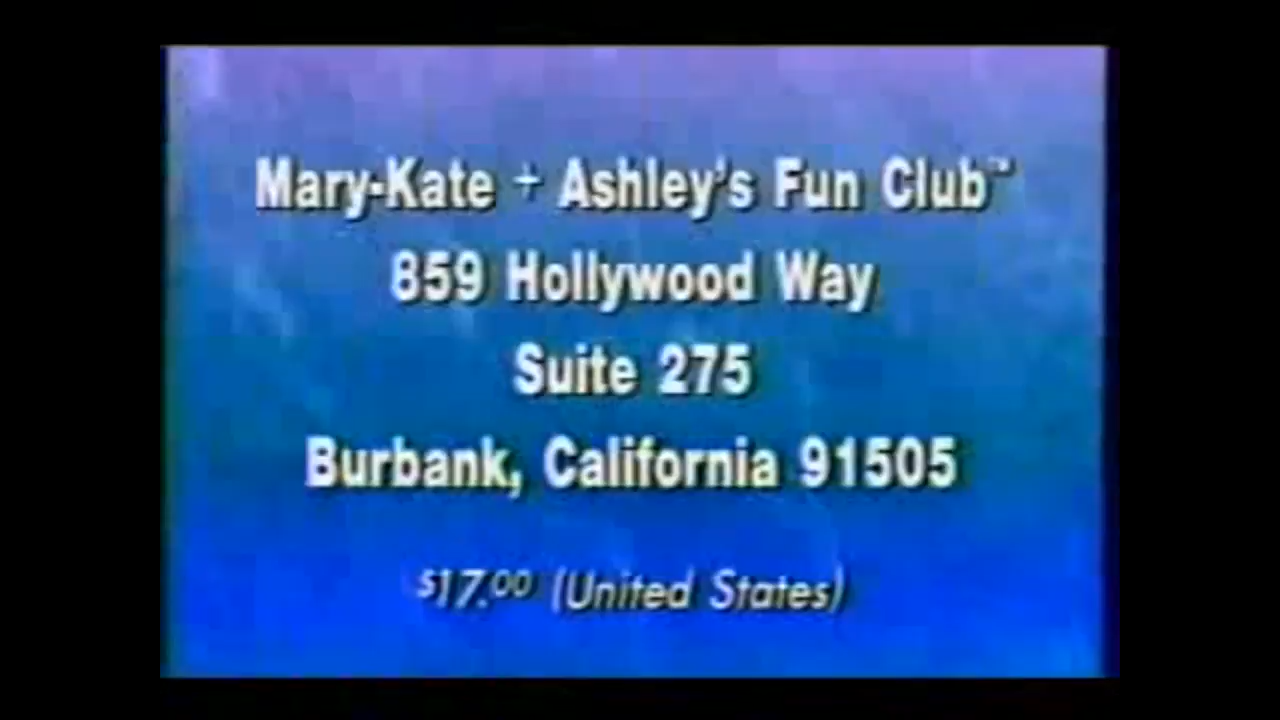 Mary-Kate + Ashley's Fun Club™
859 Hollywood Way
Suite 275
Burbank, California 91505
$17.00 (United States)